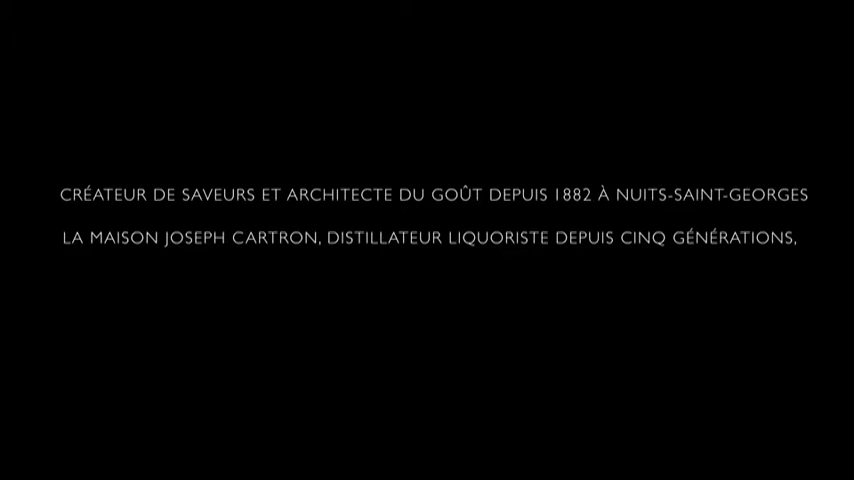 CRÉATEUR DE SAVEURS ET ARCHITECTE DU GOÛT DEPUIS 1882 À NUITS-SAINT-GEORGES
LA MAISON JOSEPH CARTRON, DISTILLATEUR LIQUORISTE DEPUIS CINQ GÉNÉRATIONS,